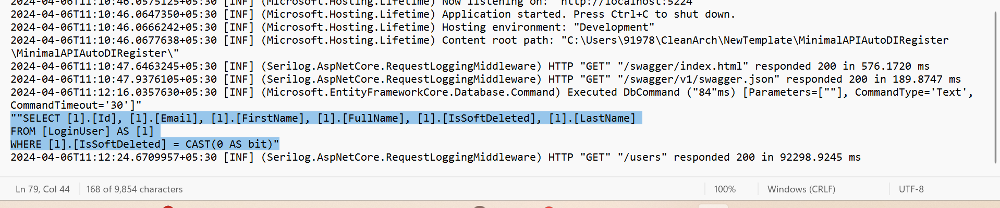 2024-04-06T11:10:46.0575125+05:30 [INF] (Microsoft.Hosting.Lifetime) Now listening on: "http://localhost:5224"
2024-04-06T11:10:46.0647350+05:30 [INF] (Microsoft.Hosting.Lifetime) Application started. Press Ctrl+C to shut down.
2024-04-06T11:10:46.0666242+05:30 [INF] (Microsoft.Hosting.Lifetime) Hosting environment: "Development"
2024-04-06T11:10:46.0677638+05:30 [INF] (Microsoft.Hosting.Lifetime) Content root path: "C:\Users\91978\CleanArch\NewTemplate\MinimalAPIAutoDIRegister
\MinimalAPIAutoDIRegister\"
2024-04-06T11:10:47.6463245+05:30 [INF] (Serilog.AspNetCore.RequestLoggingMiddleware) HTTP "GET" "/swagger/index.html" responded 200 in 576.1720 ms
2024-04-06T11:10:47.9376105+05:30 [INF] (Serilog.AspNetCore.RequestLoggingMiddleware) HTTP "GET" "/swagger/v1/swagger.json" responded 200 in 189.8747 ms
2024-04-06T11:12:16.0357630+05:30 [INF] (Microsoft.EntityFrameworkCore.Database.Command) Executed DbCommand ("84"ms) [Parameters=[""], CommandType='Text',
CommandTimeout='30']"
""SELECT [l].[Id], [l].[Email], [l].[FirstName], [l].[FullName], [l].[IsSoftDeleted], [l].[LastName]
FROM [LoginUser] AS [l]
WHERE [l].[IsSoftDeleted] = CAST(0 AS bit)"
2024-04-06T11:12:24.6709957+05:30 [INF] (Serilog.AspNetCore.RequestLoggingMiddleware) HTTP "GET" "/users" responded 200 in 92298.9245 ms
Ln 79, Col 44 168 of 9,854 characters 100% Windows (CRLF) UTF-8